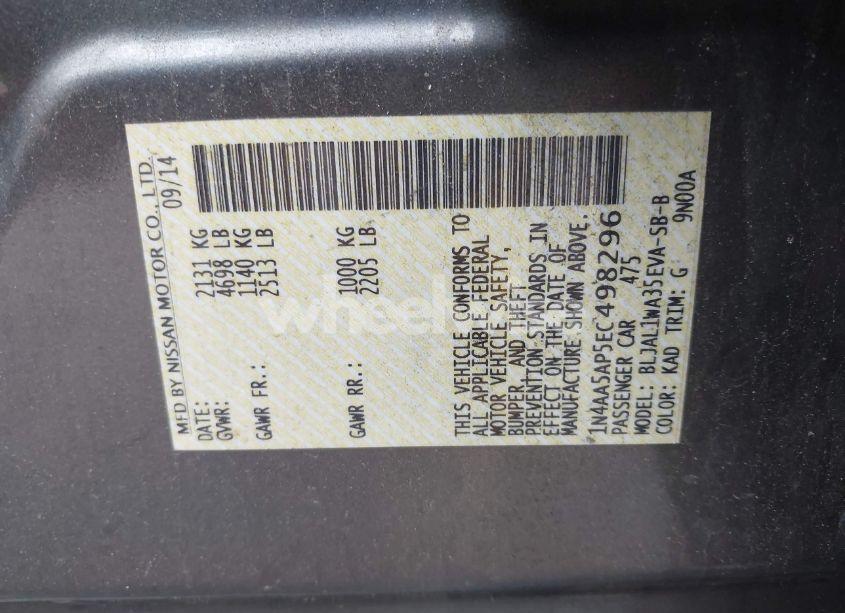 MFD BY NISSAN MOTOR CO., LTD.
DATE: 09/14
GVWR: 2131 KG
4698 LB
GAWR FR.: 1140 KG
2513 LB
GAWR RR.: 1000 KG
2205 LB
THIS VEHICLE CONFORMS TO
ALL APPLICABLE FEDERAL
MOTOR VEHICLE SAFETY,
BUMPER, AND THEFT
PREVENTION STANDARDS IN
EFFECT ON THE DATE OF
MANUFACTURE SHOWN ABOVE.
1N4AA5AP5EC498296
PASSENGER CAR 475
MODEL: BLJAL1WA35EVA-SB-B
COLOR: KAD TRIM: G 9N00A